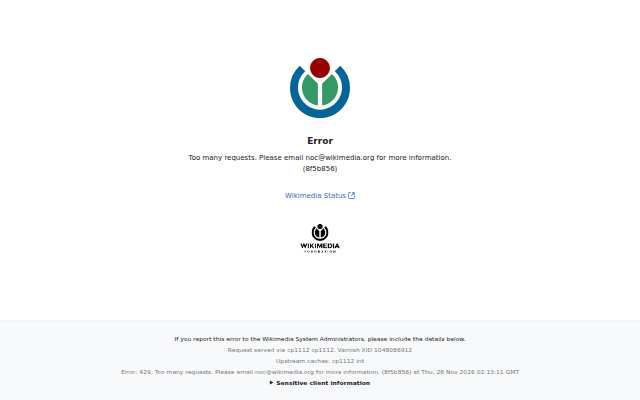 Error
Too many requests. Please email noc@wikimedia.org for more information.
(8f5b856)
Wikimedia Status
WIKIMEDIA
FOUNDATION
If you report this error to the Wikimedia System Administrators, please include the details below.
Request served via cp1112 cp1112, Varnish XID 1048086912
Upstream caches: cp1112 int
Error: 429, Too many requests. Please email noc@wikimedia.org for more information. (8f5b856) at Thu, 26 Nov 2026 02:13:11 GMT
Sensitive client information